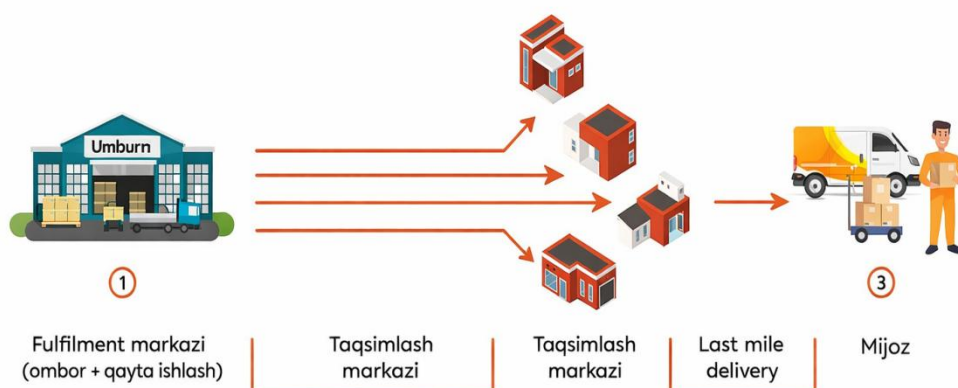 Umburn
1
3
Fulfilment markazi
(ombor + qayta ishlash)
Taqsimlash
markazi
Taqsimlash
markazi
Last mile
delivery
Mijoz